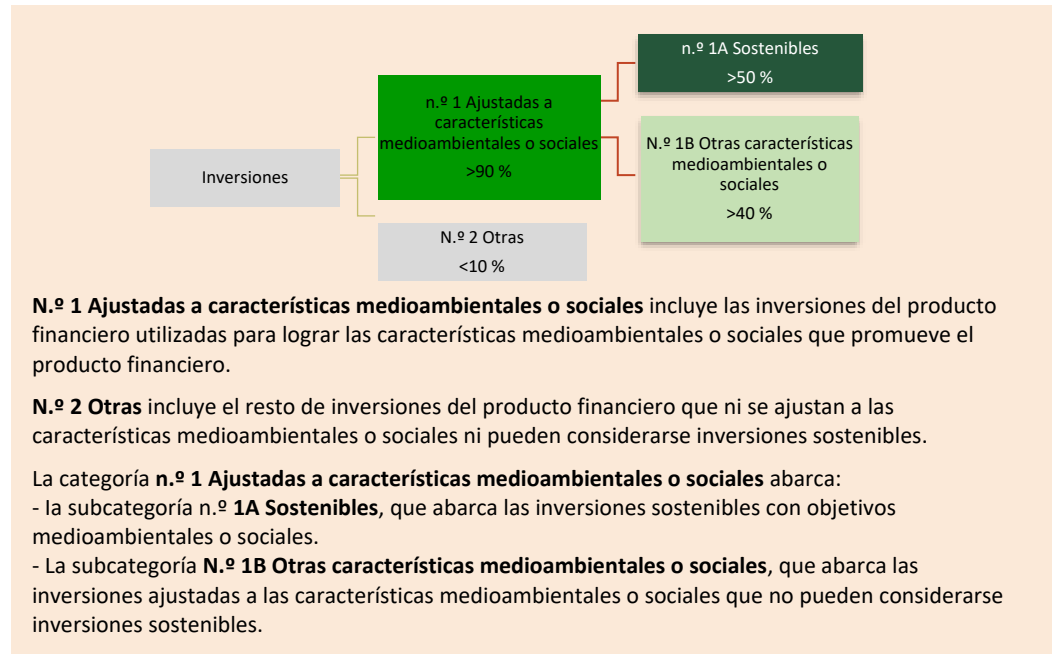 n.º 1A Sostenibles
>50 %
n.º 1 Ajustadas a
características
medioambientales o sociales
>90 %
N.º 1B Otras características
medioambientales o
sociales
>40 %
Inversiones
N.º 2 Otras
<10 %
N.º 1 Ajustadas a características medioambientales o sociales incluye las inversiones del producto
financiero utilizadas para lograr las características medioambientales o sociales que promueve el
producto financiero.
N.º 2 Otras incluye el resto de inversiones del producto financiero que ni se ajustan a las
características medioambientales o sociales ni pueden considerarse inversiones sostenibles.
La categoría n.º 1 Ajustadas a características medioambientales o sociales abarca:
- la subcategoría n.º 1A Sostenibles, que abarca las inversiones sostenibles con objetivos
medioambientales o sociales.
- La subcategoría N.º 1B Otras características medioambientales o sociales, que abarca las
inversiones ajustadas a las características medioambientales o sociales que no pueden considerarse
inversiones sostenibles.